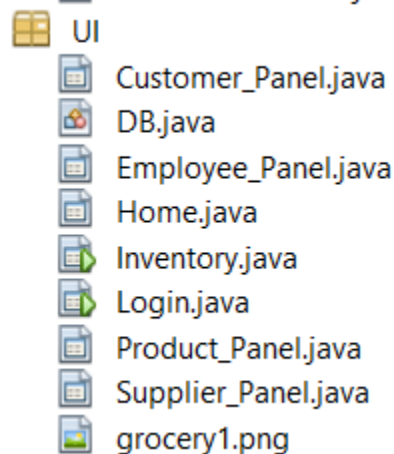 UI
Customer_Panel.java
DB.java
Employee_Panel.java
Home.java
Inventory.java
Login.java
Product_Panel.java
Supplier_Panel.java
grocery1.png